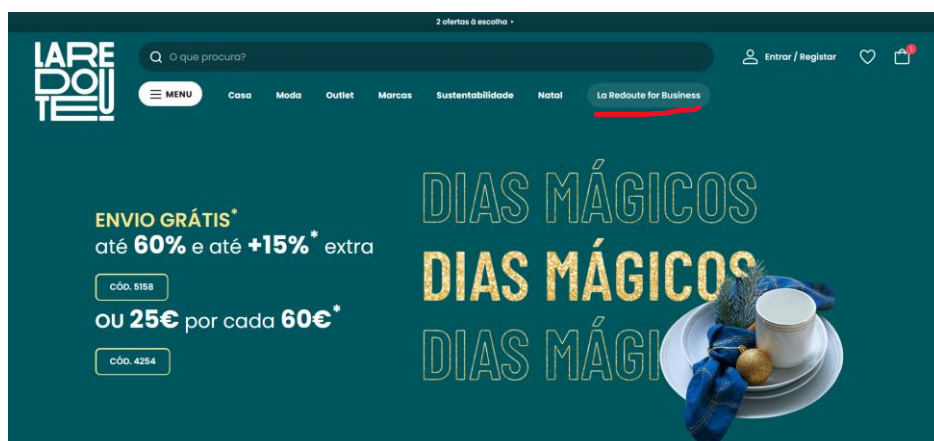 2 ofertas à escolha
LA RE
DOU
TE
O que procura?
Entrar / Registar
1
MENU
Casa
Moda
Outlet
Marcas
Sustentabilidade
Natal
La Redoute for Business
ENVIO GRÁTIS*
até 60% e até +15%* extra
CÓD. 5158
OU 25€ por cada 60€*
CÓD. 4254
DIAS MÁGICOS
DIAS MÁGICOS
DIAS MÁGI